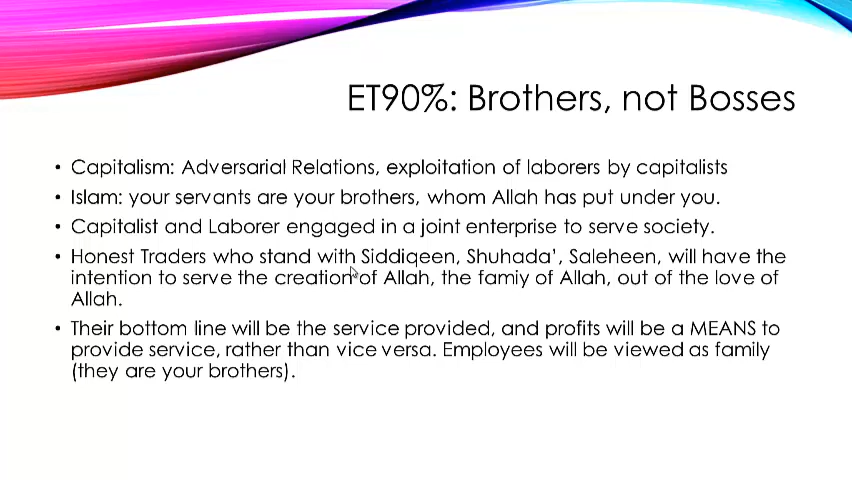 ET90%: Brothers, not Bosses
• Capitalism: Adversarial Relations, exploitation of laborers by capitalists
• Islam: your servants are your brothers, whom Allah has put under you.
• Capitalist and Laborer engaged in a joint enterprise to serve society.
• Honest Traders who stand with Siddiqeen, Shuhada’, Saleheen, will have the
intention to serve the creation of Allah, the famiy of Allah, out of the love of
Allah.
• Their bottom line will be the service provided, and profits will be a MEANS to
provide service, rather than vice versa. Employees will be viewed as family
(they are your brothers).